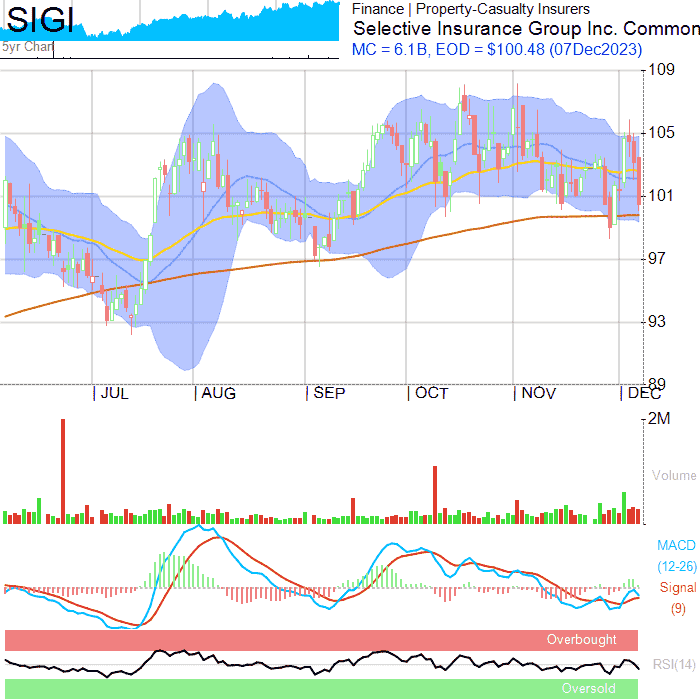 SIGI
5yr Chart
Finance | Property-Casualty Insurers
Selective Insurance Group Inc. Common
MC = 6.1B, EOD = $100.48 (07Dec2023)
109
105
101
97
93
89
JUL AUG SEP OCT NOV DEC
2M
Volume
MACD
(12-26)
Signal
(9)
Overbought
RSI(14)
Oversold